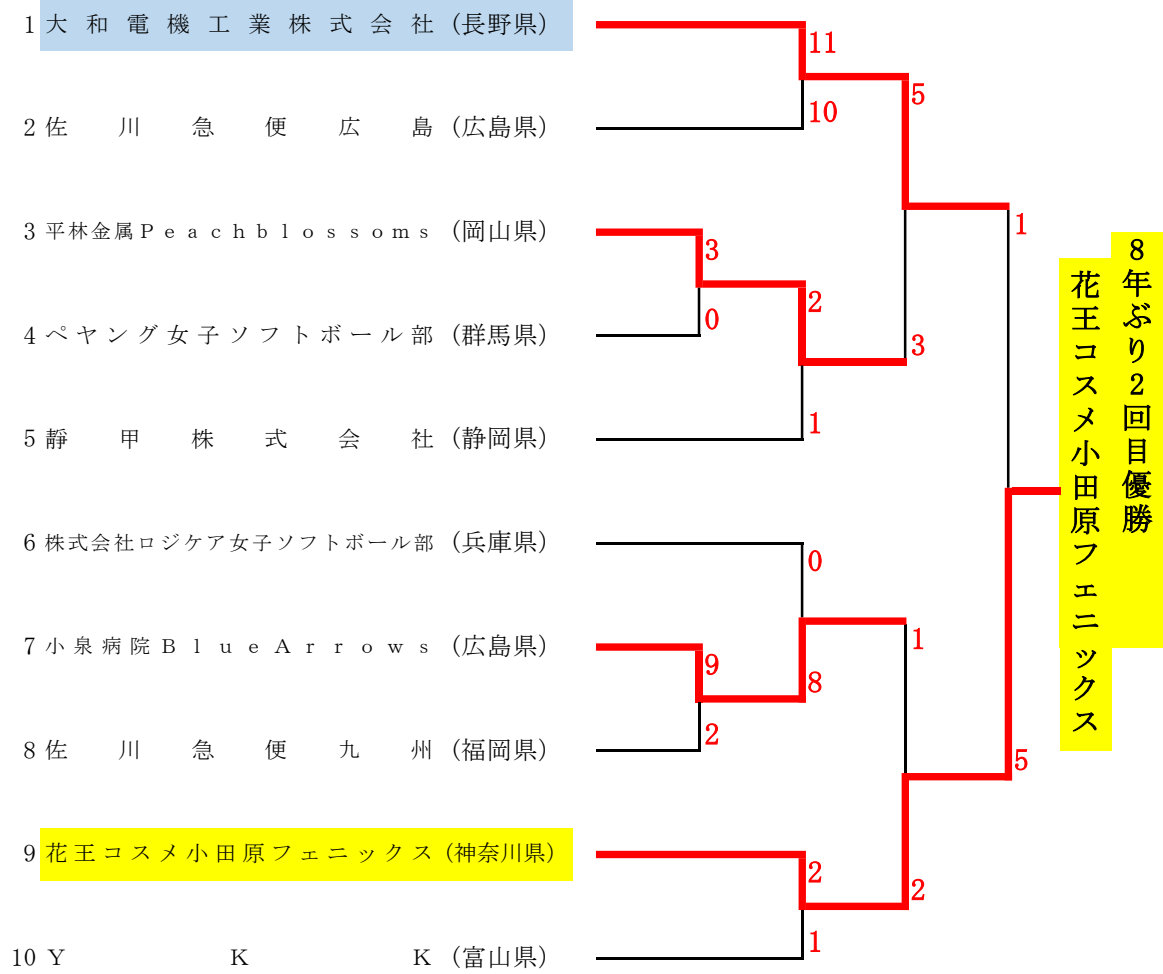 1 大和電機工業株式会社 (長野県)
11
5
10
2 佐川急便広島 (広島県)
1
3 平林金属Peachblossoms (岡山県)
3
2
0
4 ペヤング女子ソフトボール部 (群馬県)
3
1
5 靜甲株式会社 (静岡県)
8年ぶり2回目優勝
花王コスメ小田原フェニックス
6 株式会社ロジケア女子ソフトボール部 (兵庫県)
0
1
7 小泉病院BlueArrows (広島県)
9
8
2
8 佐川急便九州 (福岡県)
5
9 花王コスメ小田原フェニックス (神奈川県)
2
2
1
10 YKK (富山県)